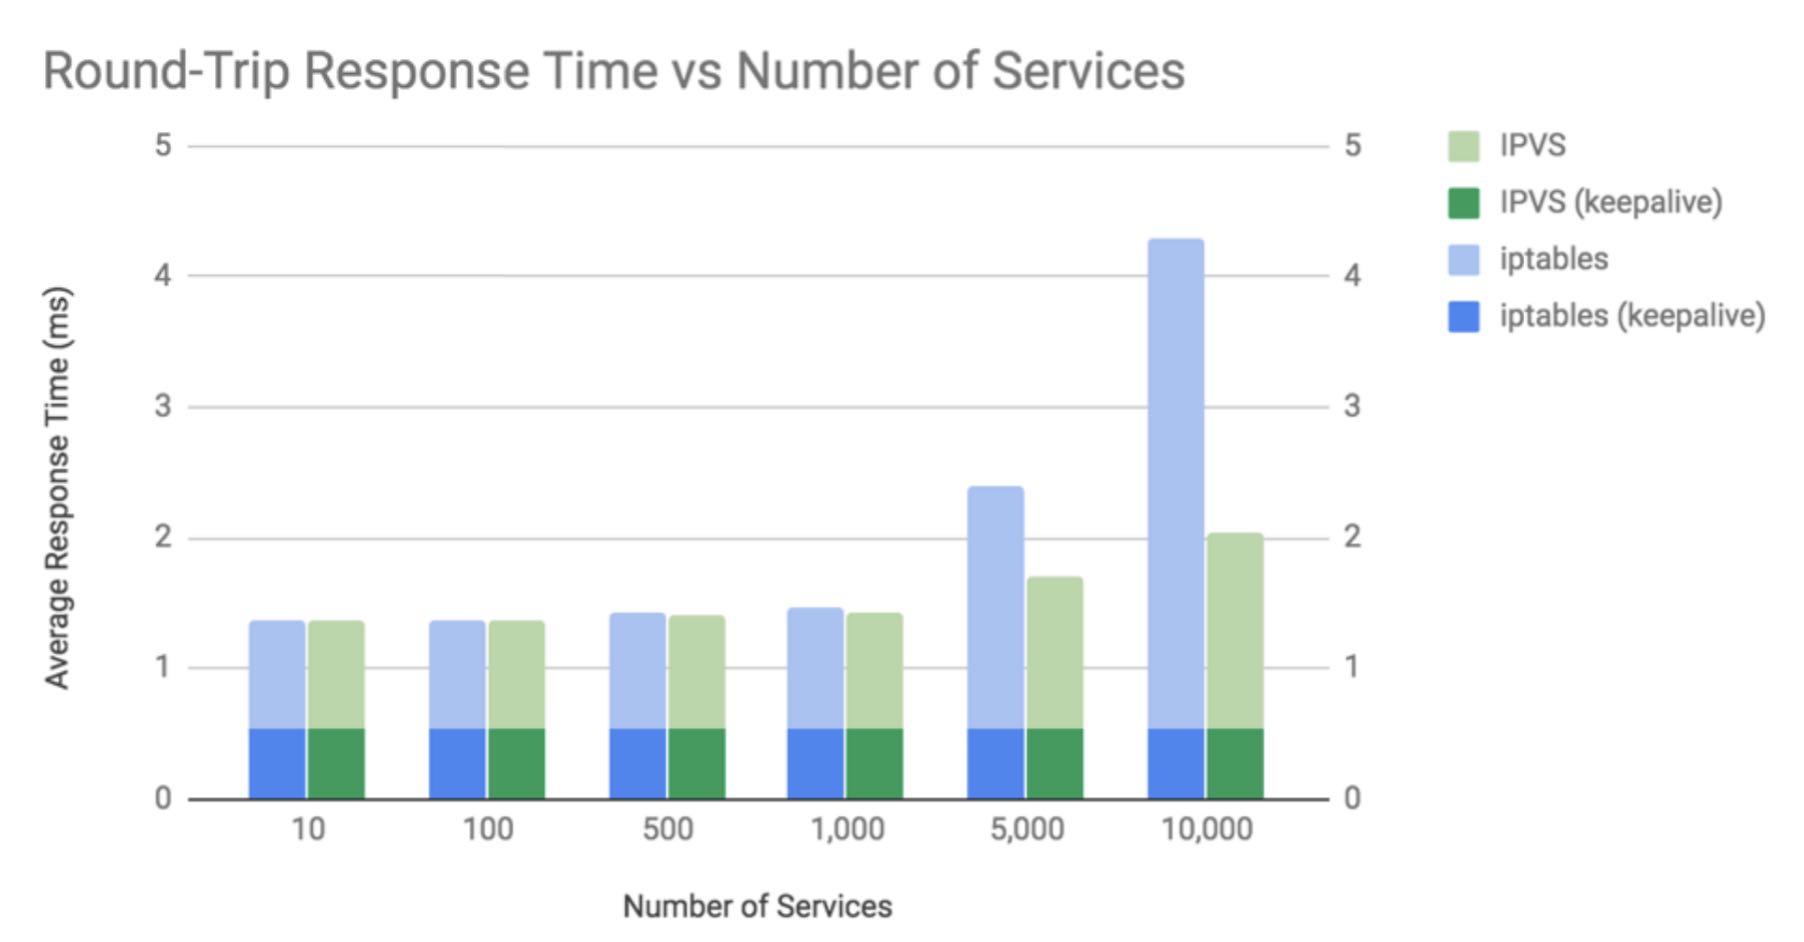 Round-Trip Response Time vs Number of Services
5
4
3
2
1
0
Average Response Time (ms)
5
4
3
2
1
0
10
100
500
1,000
5,000
10,000
Number of Services
IPVS
IPVS (keepalive)
iptables
iptables (keepalive)